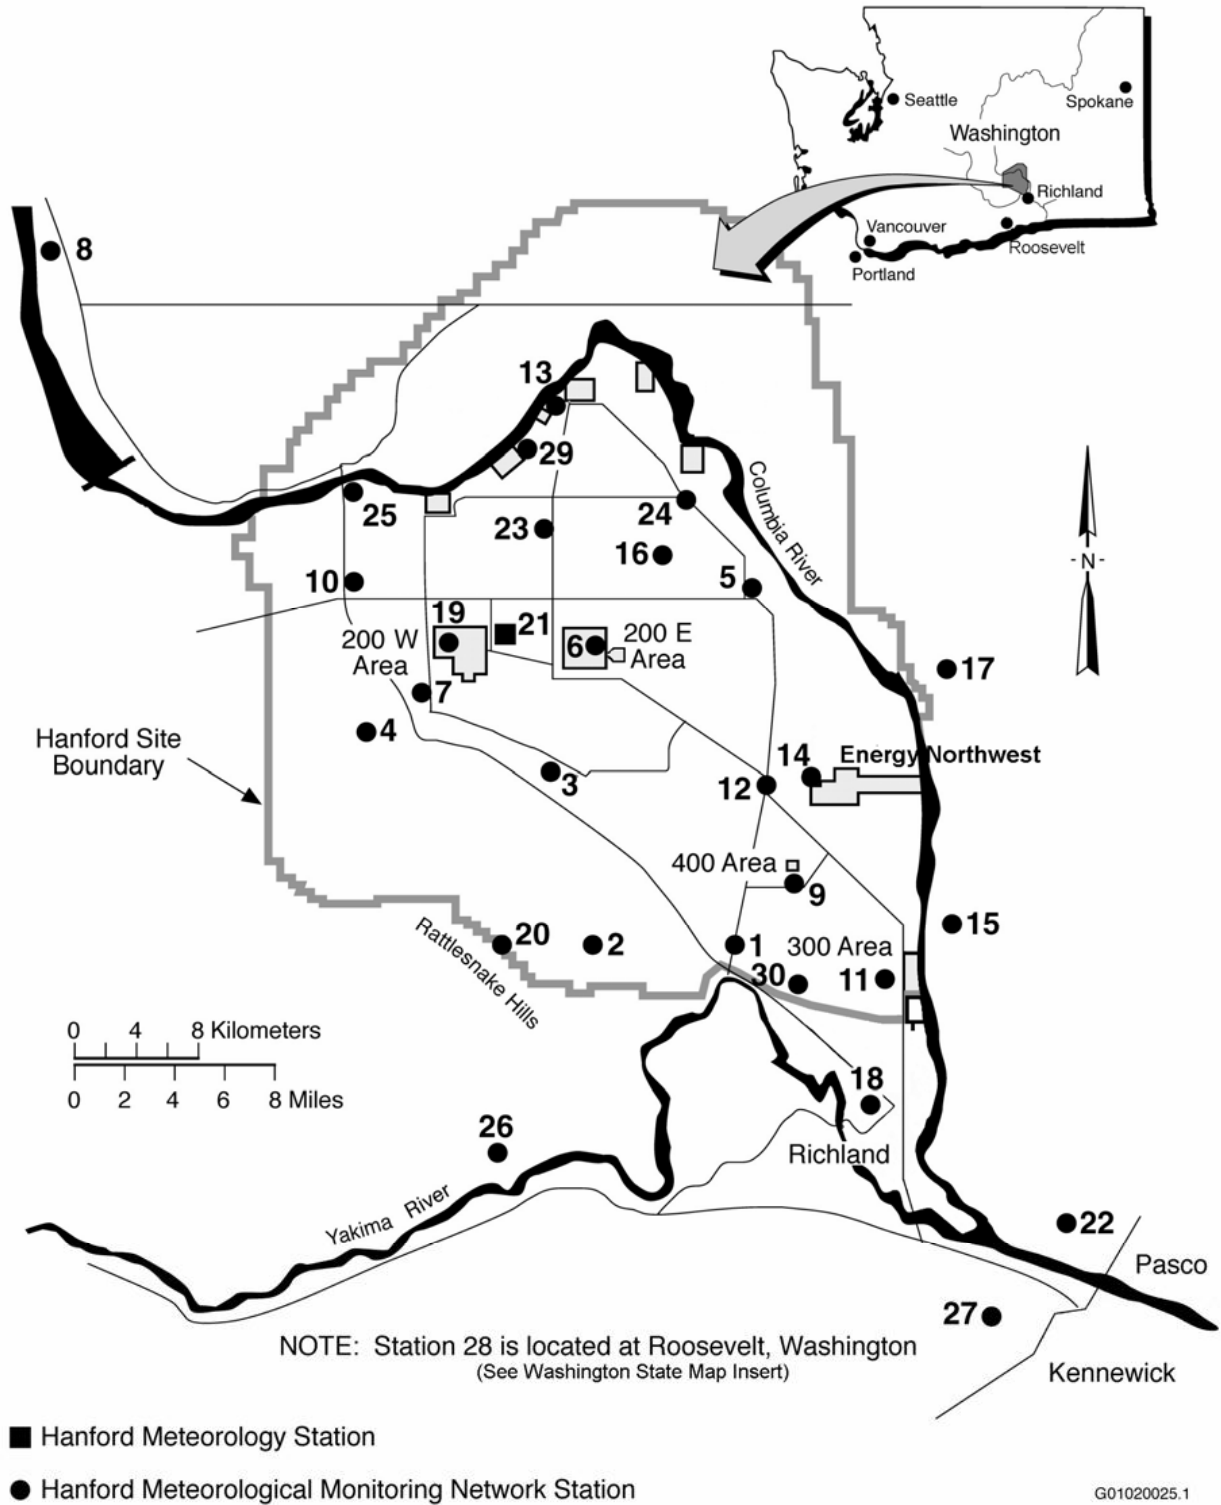 Seattle
Spokane
Washington
Richland
Vancouver
Roosevelt
Portland
8
13
29
25
23
24
16
10
5
Columbia River
-N-
19
21
6
200 E
Area
200 W
Area
7
17
4
Hanford Site
Boundary
3
14
Energy Northwest
12
400 Area
9
15
20
2
1
300 Area
30
11
Rattlesnake Hills
0 4 8 Kilometers
0 2 4 6 8 Miles
18
26
Richland
Yakima River
22
Pasco
27
Kennewick
NOTE: Station 28 is located at Roosevelt, Washington
(See Washington State Map Insert)
Hanford Meteorology Station
Hanford Meteorological Monitoring Network Station
G01020025.1